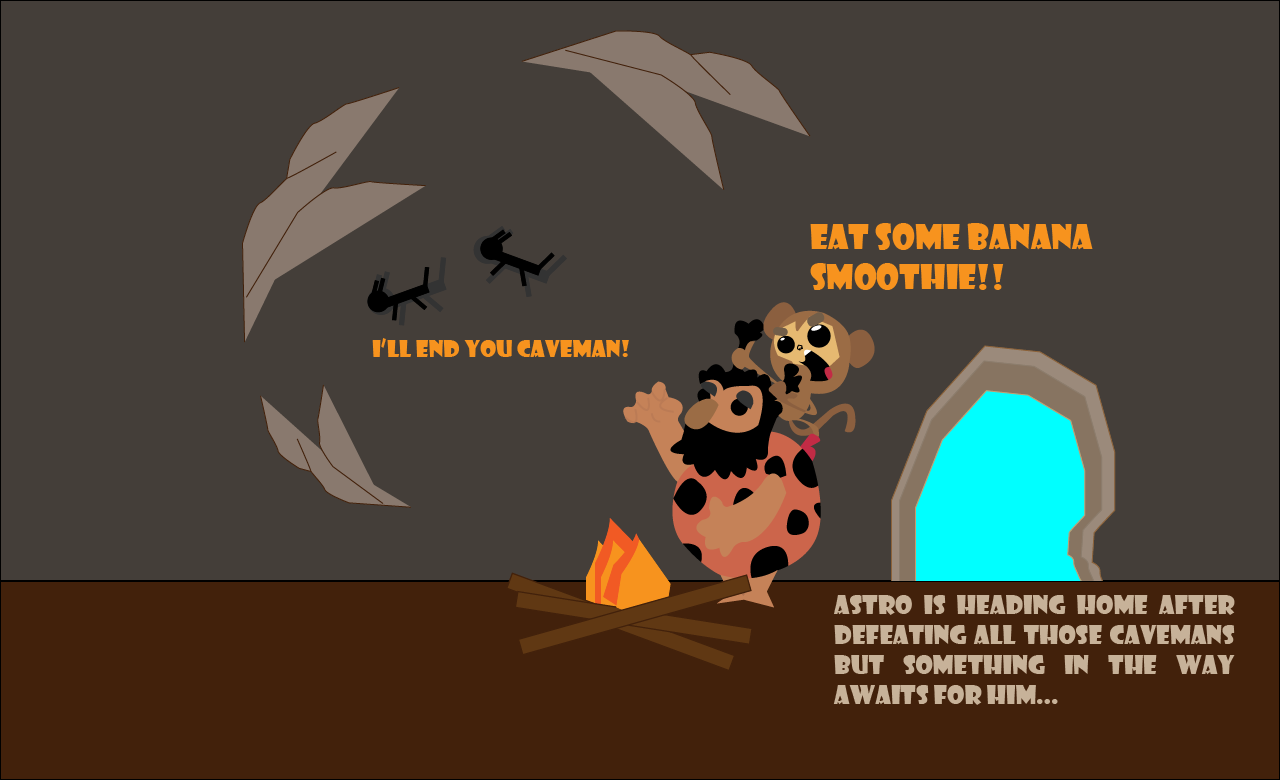 EAT SOME BANANA
SMOOTHIE!!
I'LL END YOU CAVEMAN!
ASTRO IS HEADING HOME AFTER
DEFEATING ALL THOSE CAVEMANS
BUT SOMETHING IN THE WAY
AWAITS FOR HIM...